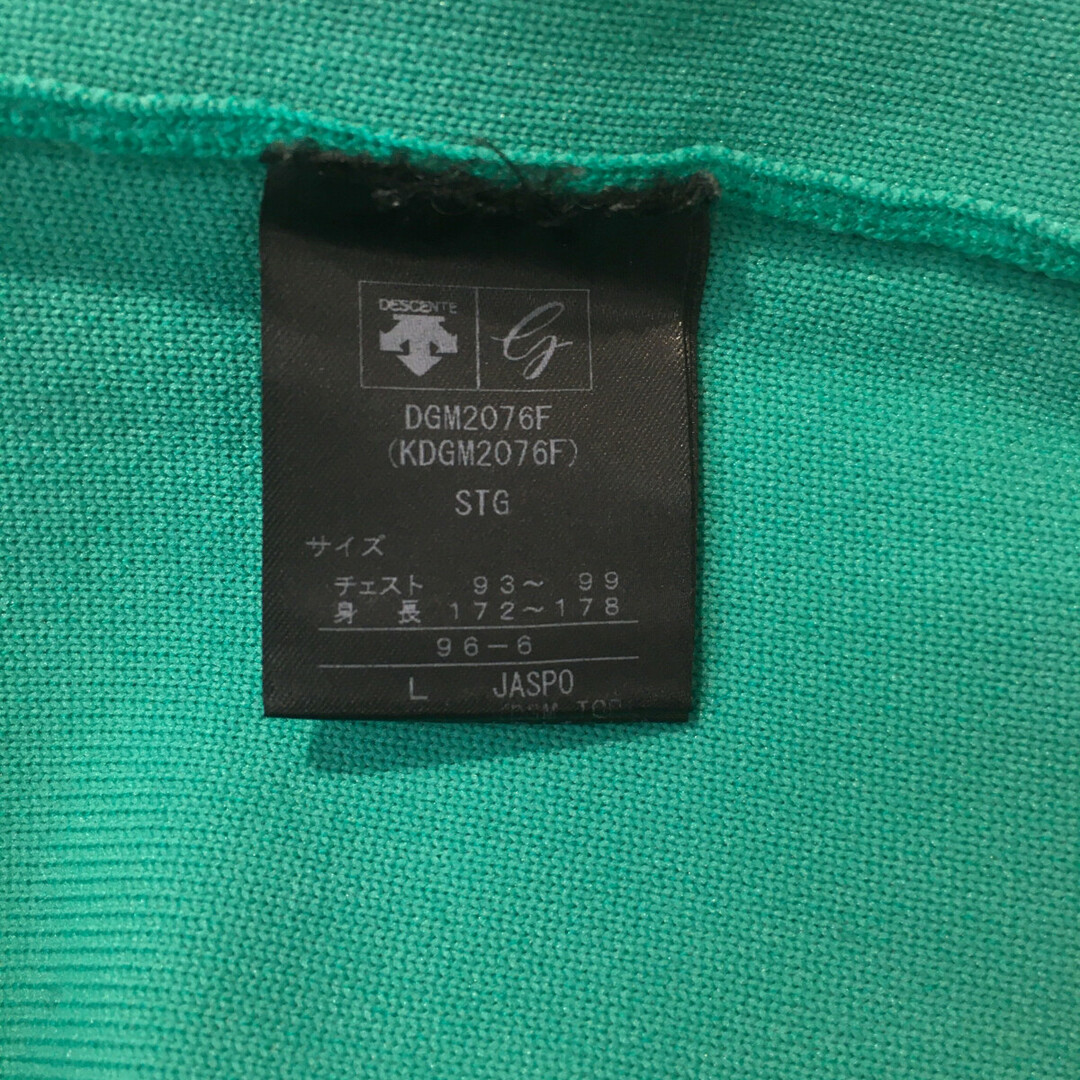 DESCENTE
DGM2076F
(KDGM2076F)
STG
サイズ
チェスト 93～ 99
身 長 172～178
96－6
L JASPO